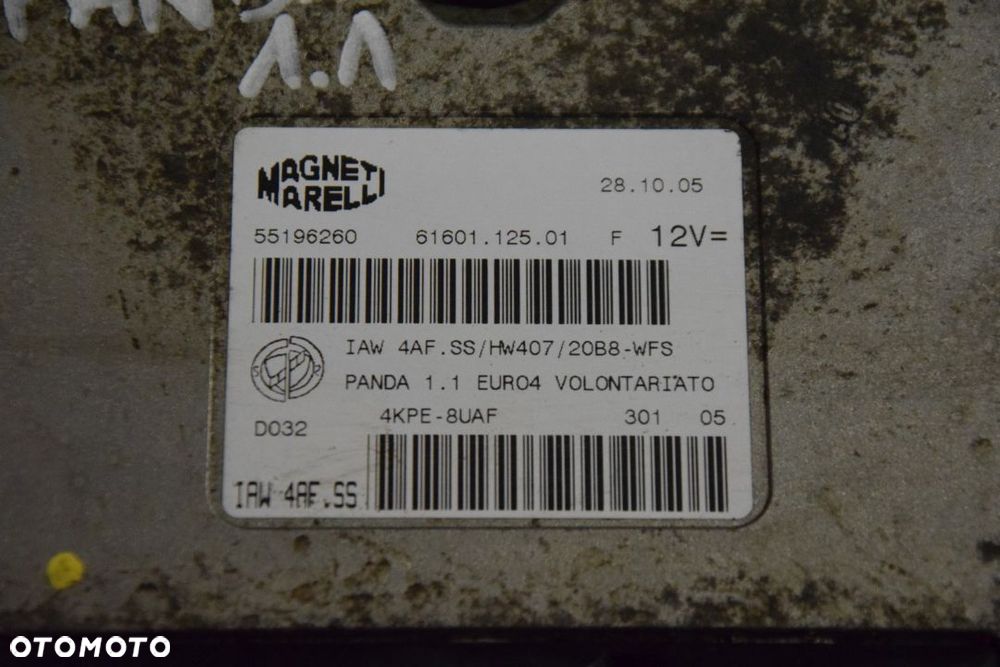 PAND
1.1
MAGNETI
MARELLI
28.10.05
55196260 61601.125.01 F 12V=
IAW 4AF.SS/HW407/20B8-WFS
PANDA 1.1 EURO4 VOLONTARIATO
4KPE-8UAF 301 05
D032
IAW 4AF.SS
OTOMOTO